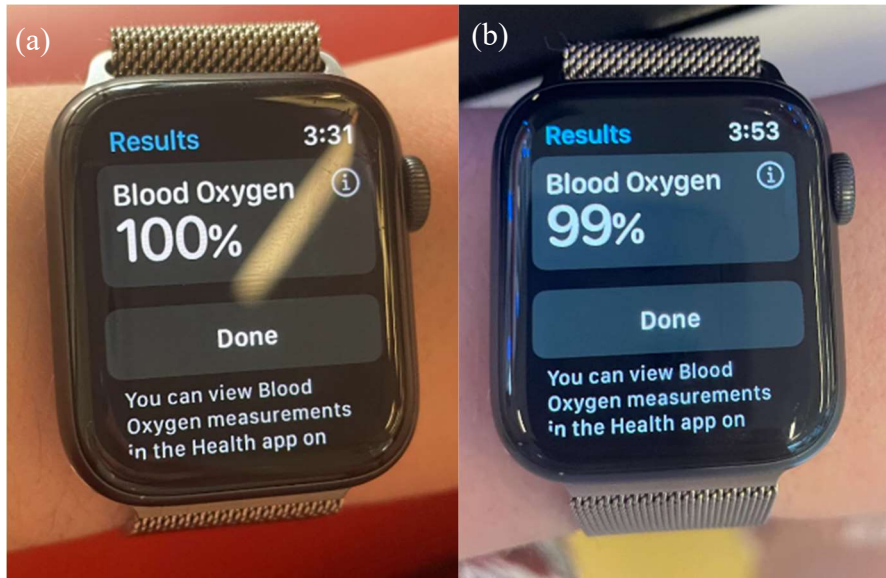 (a)
Results 3:31
Blood Oxygen i
100%
Done
You can view Blood
Oxygen measurements
in the Health app on
(b)
Results 3:53
Blood Oxygen i
99%
Done
You can view Blood
Oxygen measurements
in the Health app on